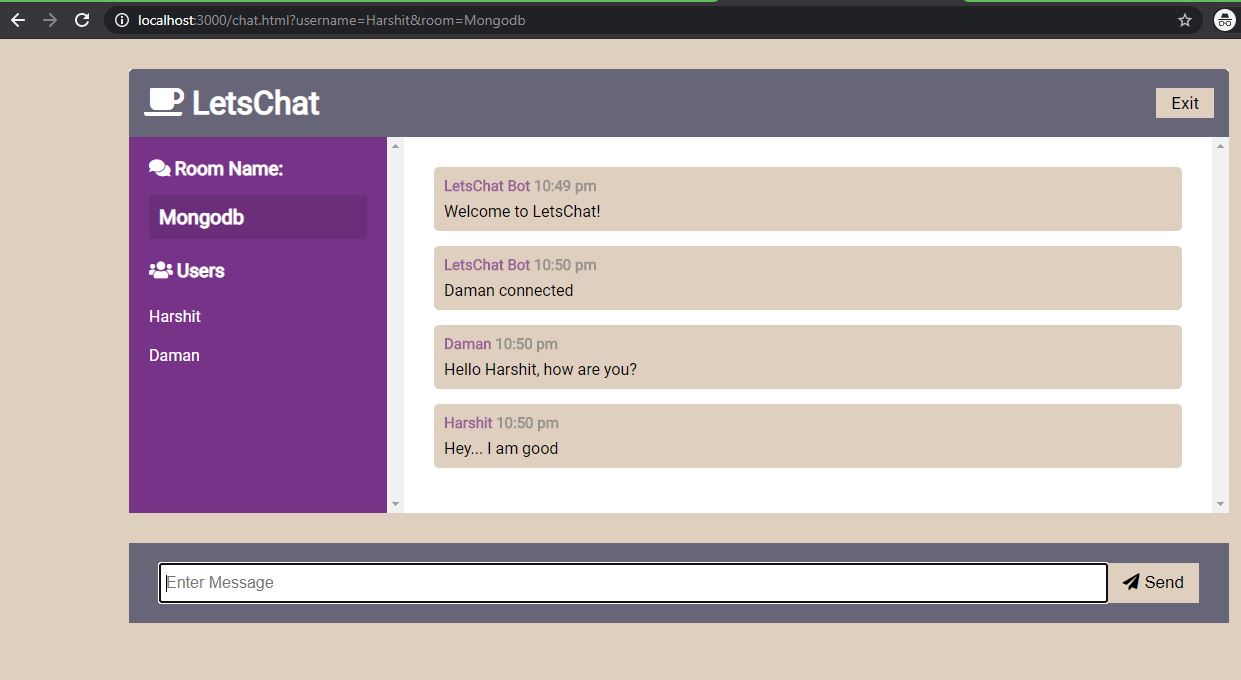 localhost:3000/chat.html?username=Harshit&room=Mongodb
LetsChat
Exit
Room Name:
Mongodb
Users
Harshit
Daman
LetsChat Bot 10:49 pm
Welcome to LetsChat!
LetsChat Bot 10:50 pm
Daman connected
Daman 10:50 pm
Hello Harshit, how are you?
Harshit 10:50 pm
Hey... I am good
Enter Message
Send